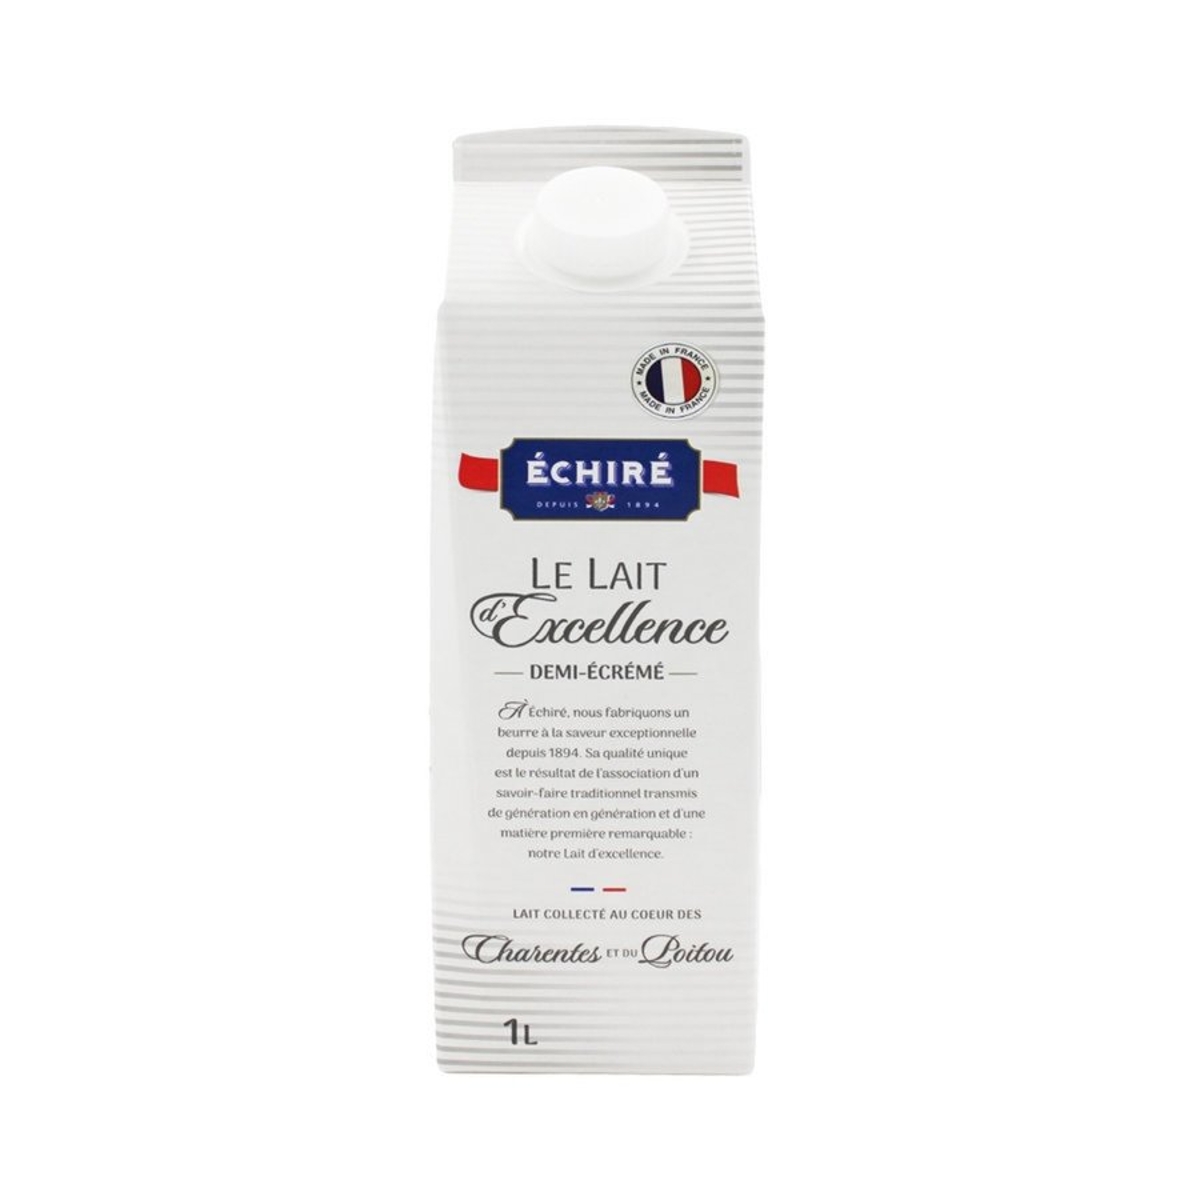 MADE IN FRANCE
MADE IN FRANCE
ÉCHIRÉ
DEPUIS 1894
LE LAIT
d'Excellence
DEMI-ÉCRÉMÉ
À Échiré, nous fabriquons un
beurre à la saveur exceptionnelle
depuis 1894. Sa qualité unique
est le résultat de l'association d'un
savoir-faire traditionnel transmis
de génération en génération et d'une
matière première remarquable :
notre Lait d'excellence.
LAIT COLLECTÉ AU COEUR DES
Charentes ET DU Poitou
1L